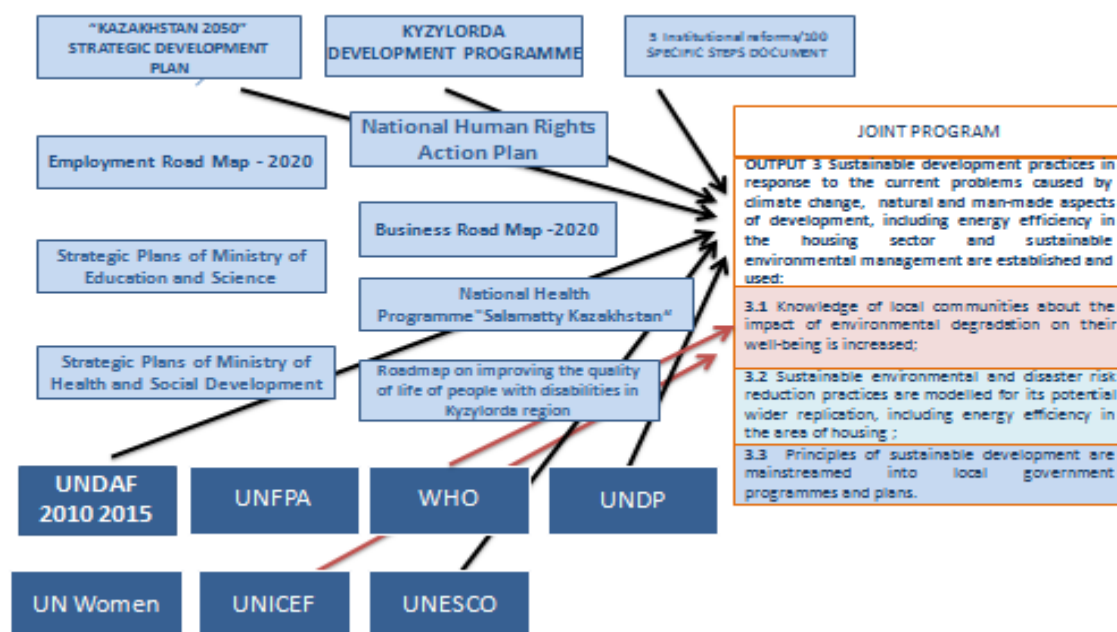 "KAZAKHSTAN 2050"
STRATEGIC DEVELOPMENT
PLAN
KYZYLORDA
DEVELOPMENT PROGRAMME
5 Institutional reforms/100
SPECIFIC STEPS DOCUMENT
National Human Rights
Action Plan
Employment Road Map - 2020
Business Road Map -2020
Strategic Plans of Ministry of
Education and Science
National Health
Programme"Salamatty Kazakhstan"
Strategic Plans of Ministry of
Health and Social Development
Roadmap on improving the quality
of life of people with disabilities in
Kyzylorda region
UNDAF
2010 2015
UNFPA
WHO
UNDP
UN Women
UNICEF
UNESCO
JOINT PROGRAM
OUTPUT 3 Sustainable development practices in
response to the current problems caused by
climate change, natural and man-made aspects
of development, including energy efficiency in
the housing sector and sustainable
environmental management are established and
used:
3.1 Knowledge of local communities about the
impact of environmental degradation on their
well-being is increased;
3.2 Sustainable environmental and disaster risk
reduction practices are modelled for its potential
wider replication, including energy efficiency in
the area of housing ;
3.3 Principles of sustainable development are
mainstreamed into local government
programmes and plans.